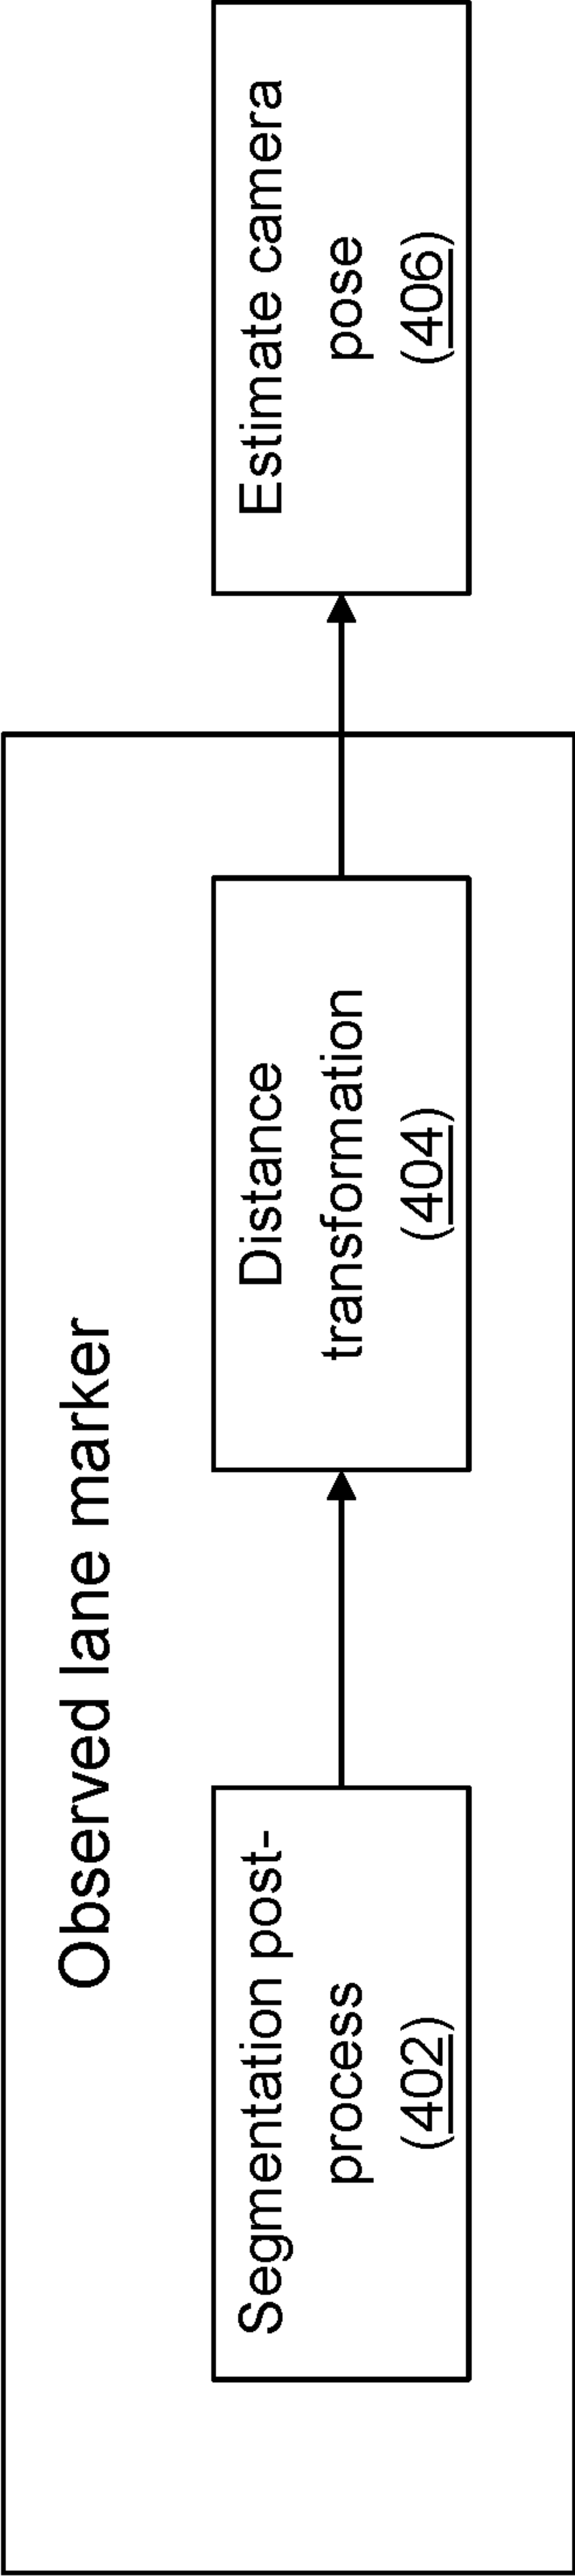 Observed lane marker
Segmentation post-
process
(402)
Distance
transformation
(404)
Estimate camera
pose
(406)